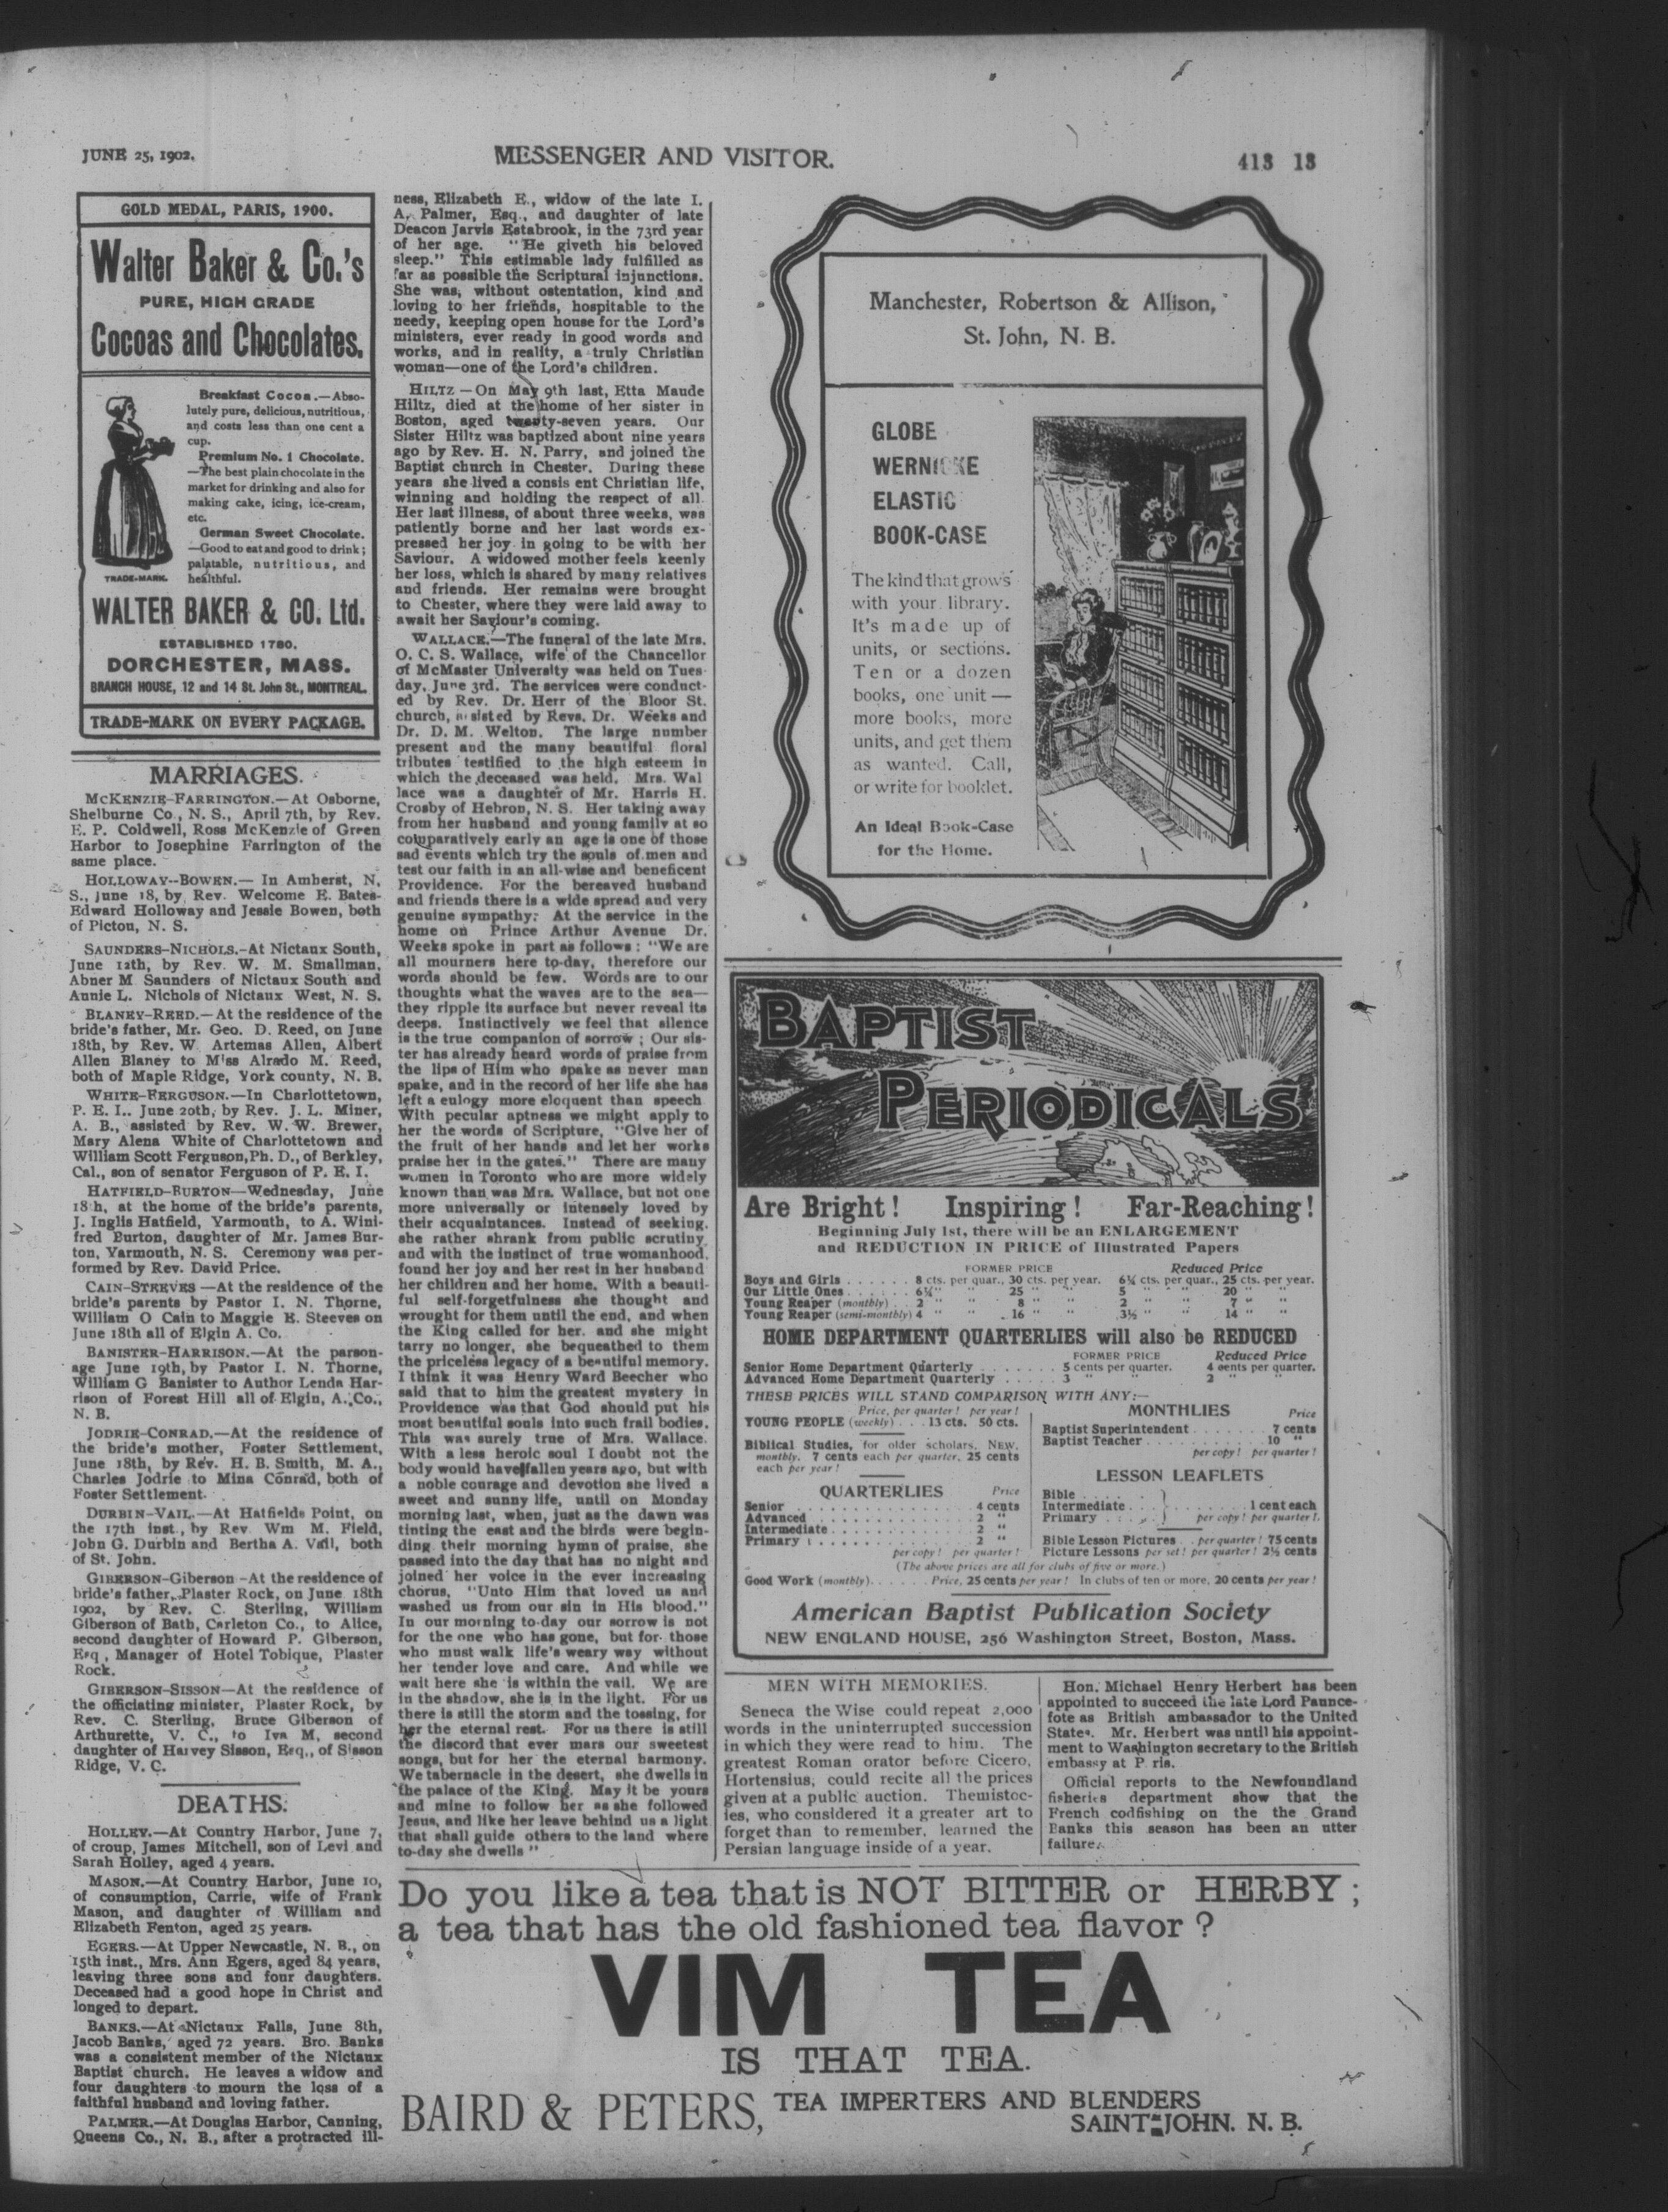 JUNE 25, 1902.
MESSENGER AND VISITOR.
413 13
GOLD MEDAL, PARIS, 1900.
Walter Baker & Co.'s
PURE, HIGH GRADE
Cocoas and Chocolates.
Breakfast Cocoa.—Abso-
lutely pure, delicious, nutritious,
and costs less than one cent a
cup.
Premium No. 1 Chocolate.
—The best plain chocolate in the
market for drinking and also for
making cake, icing, ice-cream,
etc.
German Sweet Chocolate.
—Good to eat and good to drink;
palatable, nutritious, and
healthful.
TRADE-MARK.
WALTER BAKER & CO. Ltd.
ESTABLISHED 1780.
DORCHESTER, MASS.
BRANCH HOUSE, 12 and 14 St. John St., MONTREAL.
TRADE-MARK ON EVERY PACKAGE.
MARRIAGES.
MCKENZIE-FARRINGTON.—At Osborne,
Shelburne Co., N. S., April 7th, by Rev.
E. P. Coldwell, Ross McKenzie of Green
Harbor to Josephine Farrington of the
same place.
HOLLOWAY--BOWEN.— In Amherst, N.
S., June 18, by Rev. Welcome E. Bates-
Edward Holloway and Jessie Bowen, both
of Picton, N. S.
SAUNDERS-NICHOLS.-At Nictaux South,
June 12th, by Rev. W. M. Smallman,
Abner M Saunders of Nictaux South and
Annie L. Nichols of Nictaux West, N. S.
BLANEY-REED.—At the residence of the
bride's father, Mr. Geo. D. Reed, on June
18th, by Rev. W. Artemas Allen, Albert
Allen Blaney to Miss Alrado M. Reed,
both of Maple Ridge, York county, N. B.
WHITE-FERGUSON.—In Charlottetown,
P. E. I.. June 20th, by Rev. J. L. Miner,
A. B., assisted by Rev. W. W. Brewer,
Mary Alena White of Charlottetown and
William Scott Ferguson, Ph. D., of Berkley,
Cal., son of senator Ferguson of P. E. I.
HATFIELD-BURTON—Wednesday, June
18 h, at the home of the bride's parents,
J. Inglis Hatfield, Yarmouth, to A. Wini-
fred Burton, daughter of Mr. James Bur-
ton, Yarmouth, N. S. Ceremony was per-
formed by Rev. David Price.
CAIN-STREVES —At the residence of the
bride's parents by Pastor I. N. Thorne,
William O Cain to Maggie E. Steeves on
June 18th all of Elgin A. Co.
BANISTER-HARRISON.—At the parson-
age June 19th, by Pastor I. N. Thorne,
William G Banister to Author Lenda Har-
rison of Forest Hill all of Elgin, A. Co.,
N. B.
JODRIE-CONRAD.—At the residence of
the bride's mother, Foster Settlement,
June 18th, by Rev. H. B. Smith, M. A.,
Charles Jodrie to Mina Conrad, both of
Foster Settlement.
DURBIN-VAIL.—At Hatfields Point, on
the 17th inst., by Rev. Wm M. Field,
John G. Durbin and Bertha A. Vail, both
of St. John.
GIBERSON-Giberson -At the residence of
bride's father, Plaster Rock, on June 18th
1902, by Rev. C. Sterling, William
Giberson of Bath, Carleton Co., to Alice,
second daughter of Howard P. Giberson,
Esq , Manager of Hotel Tobique, Plaster
Rock.
GIBERSON-SISSON—At the residence of
the officiating minister, Plaster Rock, by
Rev. C. Sterling, Bruce Giberson of
Arthurette, V. C., to Iva M, second
daughter of Harvey Sisson, Esq., of Sisson
Ridge, V. C.
DEATHS.
HOLLEY.—At Country Harbor, June 7,
of croup, James Mitchell, son of Levi and
Sarah Holley, aged 4 years.
MASON.—At Country Harbor, June 10,
of consumption, Carrie, wife of Frank
Mason, and daughter of William and
Elizabeth Fenton, aged 25 years.
EGERS.—At Upper Newcastle, N. B., on
15th inst., Mrs. Ann Egers, aged 84 years,
leaving three sons and four daughters.
Deceased had a good hope in Christ and
longed to depart.
BANKS.—At Nictaux Falls, June 8th,
Jacob Banks, aged 72 years. Bro. Banks
was a consistent member of the Nictaux
Baptist church. He leaves a widow and
four daughters to mourn the loss of a
faithful husband and loving father.
PALMER.—At Douglas Harbor, Canning,
Queens Co., N. B., after a protracted ill-
ness, Elizabeth E., widow of the late I.
A. Palmer, Esq., and daughter of late
Deacon Jarvis Estabrook, in the 73rd year
of her age. "He giveth his beloved
sleep." This estimable lady fulfilled as
far as possible the Scriptural injunctions.
She was, without ostentation, kind and
loving to her friends, hospitable to the
needy, keeping open house for the Lord's
ministers, ever ready in good words and
works, and in reality, a truly Christian
woman—one of the Lord's children.
HILTZ —On May 9th last, Etta Maude
Hiltz, died at the home of her sister in
Boston, aged twenty-seven years. Our
Sister Hiltz was baptized about nine years
ago by Rev. H. N. Parry, and joined the
Baptist church in Chester. During these
years she lived a consis ent Christian life,
winning and holding the respect of all.
Her last illness, of about three weeks, was
patiently borne and her last words ex-
pressed her joy in going to be with her
Saviour. A widowed mother feels keenly
her loss, which is shared by many relatives
and friends. Her remains were brought
to Chester, where they were laid away to
await her Saviour's coming.
WALLACE.—The funeral of the late Mrs.
O. C. S. Wallace, wife of the Chancellor
of McMaster University was held on Tues-
day, June 3rd. The services were conduct-
ed by Rev. Dr. Herr of the Bloor St.
church, assisted by Revs. Dr. Weeks and
Dr. D. M. Welton. The large number
present and the many beautiful floral
tributes testified to the high esteem in
which the deceased was held. Mrs. Wal
lace was a daughter of Mr. Harris H.
Crosby of Hebron, N. S. Her taking away
from her husband and young family at so
comparatively early an age is one of those
sad events which try the souls of men and
test our faith in an all-wise and beneficent
Providence. For the bereaved husband
and friends there is a wide spread and very
genuine sympathy. At the service in the
home on Prince Arthur Avenue Dr.
Weeks spoke in part as follows: "We are
all mourners here to-day, therefore our
words should be few. Words are to our
thoughts what the waves are to the sea—
they ripple its surface but never reveal its
deeps. Instinctively we feel that silence
is the true companion of sorrow; Our sis-
ter has already heard words of praise from
the lips of Him who spake as never man
spake, and in the record of her life she has
left a eulogy more eloquent than speech
With pecular aptness we might apply to
her the words of Scripture, "Give her of
the fruit of her hands and let her works
praise her in the gates." There are many
women in Toronto who are more widely
known than was Mrs. Wallace, but not one
more universally or intensely loved by
their acquaintances. Instead of seeking,
she rather shrank from public scrutiny
and with the instinct of true womanhood,
found her joy and her rest in her husband
her children and her home. With a beauti-
ful self-forgetfulness she thought and
wrought for them until the end, and when
the King called for her. and she might
tarry no longer, she bequeathed to them
the priceless legacy of a beautiful memory.
I think it was Henry Ward Beecher who
said that to him the greatest mystery in
Providence was that God should put his
most beautiful souls into such frail bodies.
This was surely true of Mrs. Wallace.
With a less heroic soul I doubt not the
body would have fallen years ago, but with
a noble courage and devotion she lived a
sweet and sunny life, until on Monday
morning last, when, just as the dawn was
tinting the east and the birds were begin-
ding their morning hymn of praise, she
passed into the day that has no night and
joined her voice in the ever increasing
chorus. "Unto Him that loved us and
washed us from our sin in His blood."
In our morning to-day our sorrow is not
for the one who has gone, but for those
who must walk life's weary way without
her tender love and care. And while we
wait here she is within the vail. We are
in the shadow, she is in the light. For us
there is still the storm and the tossing, for
her the eternal rest. For us there is still
the discord that ever mars our sweetest
songs, but for her the eternal harmony.
We tabernacle in the desert, she dwells in
the palace of the King. May it be yours
and mine to follow her as she followed
Jesus, and like her leave behind us a light
that shall guide others to the land where
to-day she dwells "
Manchester, Robertson & Allison,
St. John, N. B.
GLOBE
WERNICKE
ELASTIC
BOOK-CASE
The kind that grows
with your library.
It's made up of
units, or sections.
Ten or a dozen
books, one unit—
more books, more
units, and get them
as wanted. Call,
or write for booklet.
An Ideal Book-Case
for the Home.
BAPTIST
PERIODICALS
Are Bright! Inspiring! Far-Reaching!
Beginning July 1st, there will be an ENLARGEMENT
and REDUCTION IN PRICE of Illustrated Papers
FORMER PRICE Reduced Price
Boys and Girls . . . . . . 8 cts. per quar., 30 cts. per year. 6¼ cts. per quar., 25 cts. per year.
Our Little Ones . . . . . . 6¼ " " 25 " " 5 " " 20 " "
Young Reaper (monthly) . . 2 " " 8 " " 2 " " 7 " "
Young Reaper (semi-monthly) 4 " " 16 " " 3½ " " 14 " "
HOME DEPARTMENT QUARTERLIES will also be REDUCED
FORMER PRICE Reduced Price
Senior Home Department Quarterly . . . . . . . 5 cents per quarter. 4 cents per quarter.
Advanced Home Department Quarterly . . . . . 3 " " 2 " "
THESE PRICES WILL STAND COMPARISON WITH ANY:—
Price, per quarter! per year!
YOUNG PEOPLE (weekly) . . . 13 cts. 50 cts.
Biblical Studies, for older scholars, NEW,
monthly. 7 cents each per quarter, 25 cents
each per year!
QUARTERLIES Price
Senior . . . . . . . . . . . . 4 cents
Advanced . . . . . . . . . . . 2 "
Intermediate . . . . . . . . . 2 "
Primary . . . . . . . . . . . . 2 "
per copy! per quarter!
MONTHLIES Price
Baptist Superintendent . . . . . . . . 7 cents
Baptist Teacher . . . . . . . . . . 10 "
per copy! per quarter!
LESSON LEAFLETS
Bible . . . .
Intermediate . . . . . . . . . . 1 cent each
Primary . . . per copy! per quarter!.
Bible Lesson Pictures . . per quarter! 75 cents
Picture Lessons per set! per quarter! 2½ cents
(The above prices are all for clubs of five or more.)
Good Work (monthly). . . . . . Price, 25 cents per year! In clubs of ten or more, 20 cents per year!
American Baptist Publication Society
NEW ENGLAND HOUSE, 256 Washington Street, Boston, Mass.
MEN WITH MEMORIES.
Seneca the Wise could repeat 2,000
words in the uninterrupted succession
in which they were read to him. The
greatest Roman orator before Cicero,
Hortensius, could recite all the prices
given at a public auction. Themistoc-
les, who considered it a greater art to
forget than to remember, learned the
Persian language inside of a year.
Hon. Michael Henry Herbert has been
appointed to succeed the late Lord Paunce-
fote as British ambassador to the United
States. Mr. Herbert was until his appoint-
ment to Washington secretary to the British
embassy at P ris.
Official reports to the Newfoundland
fisheries department show that the
French codfishing on the the Grand
Banks this season has been an utter
failure.
Do you like a tea that is NOT BITTER or HERBY;
a tea that has the old fashioned tea flavor?
VIM TEA
IS THAT TEA.
BAIRD & PETERS, TEA IMPERTERS AND BLENDERS
SAINT JOHN. N. B.